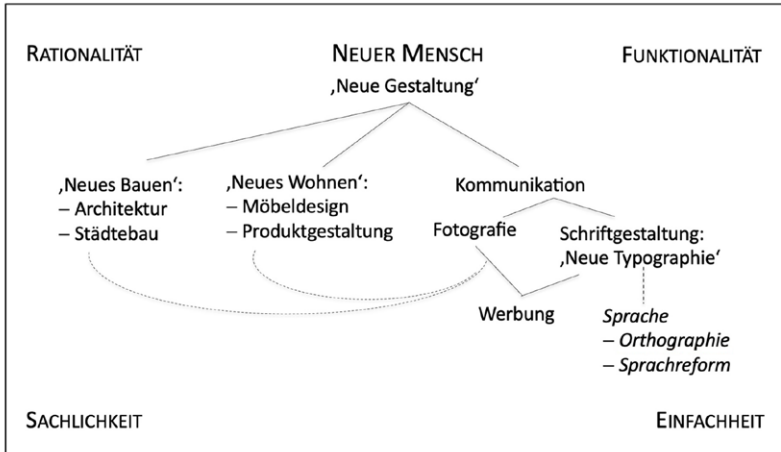 RATIONALITÄT
NEUER MENSCH
FUNKTIONALITÄT
‚Neue Gestaltung‘
‚Neues Bauen‘:
– Architektur
– Städtebau
‚Neues Wohnen‘:
– Möbeldesign
– Produktgestaltung
Kommunikation
Fotografie
Schriftgestaltung:
‚Neue Typographie‘
Werbung
Sprache
– Orthographie
– Sprachreform
SACHLICHKEIT
EINFACHHEIT